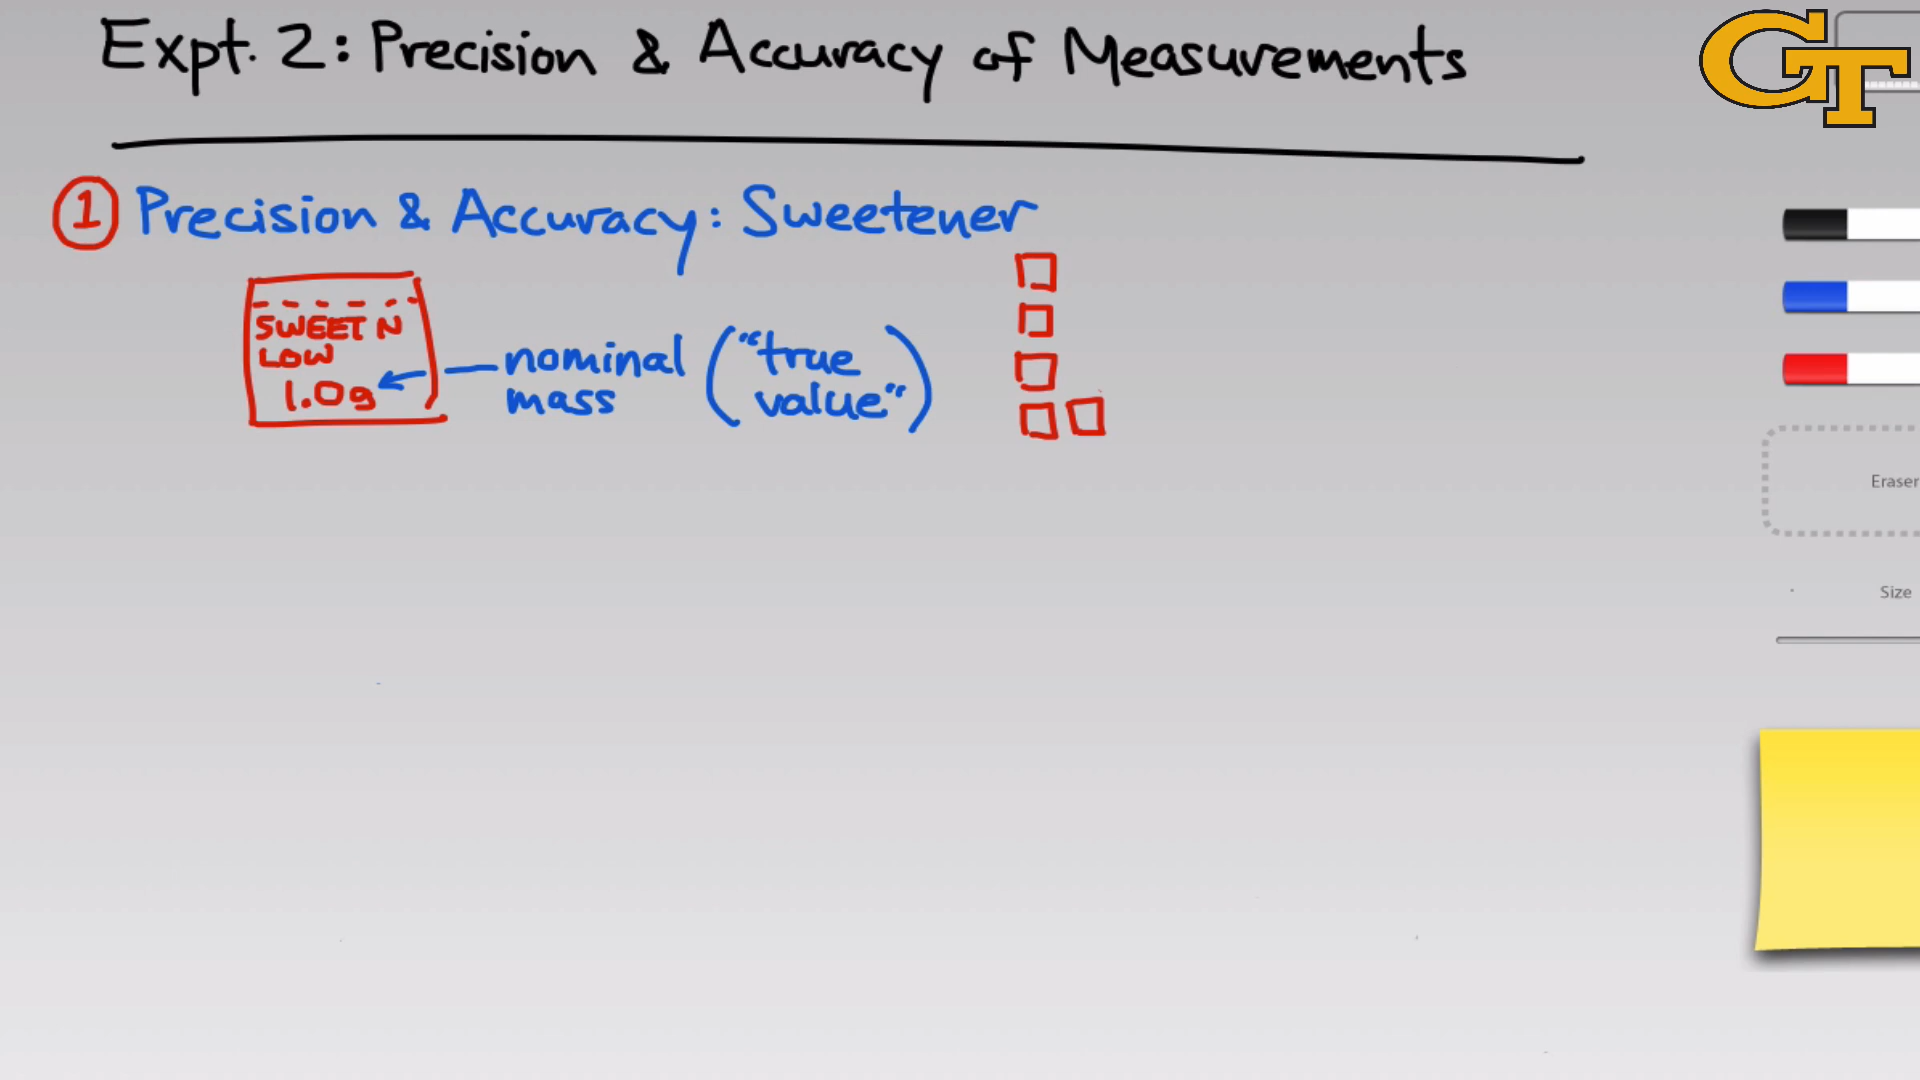 Expt. 2: Precision & Accuracy of Measurements
GT
① Precision & Accuracy: Sweetener
SWEET N
LOW
1.0g
nominal
mass
("true
value")
Eraser
Size